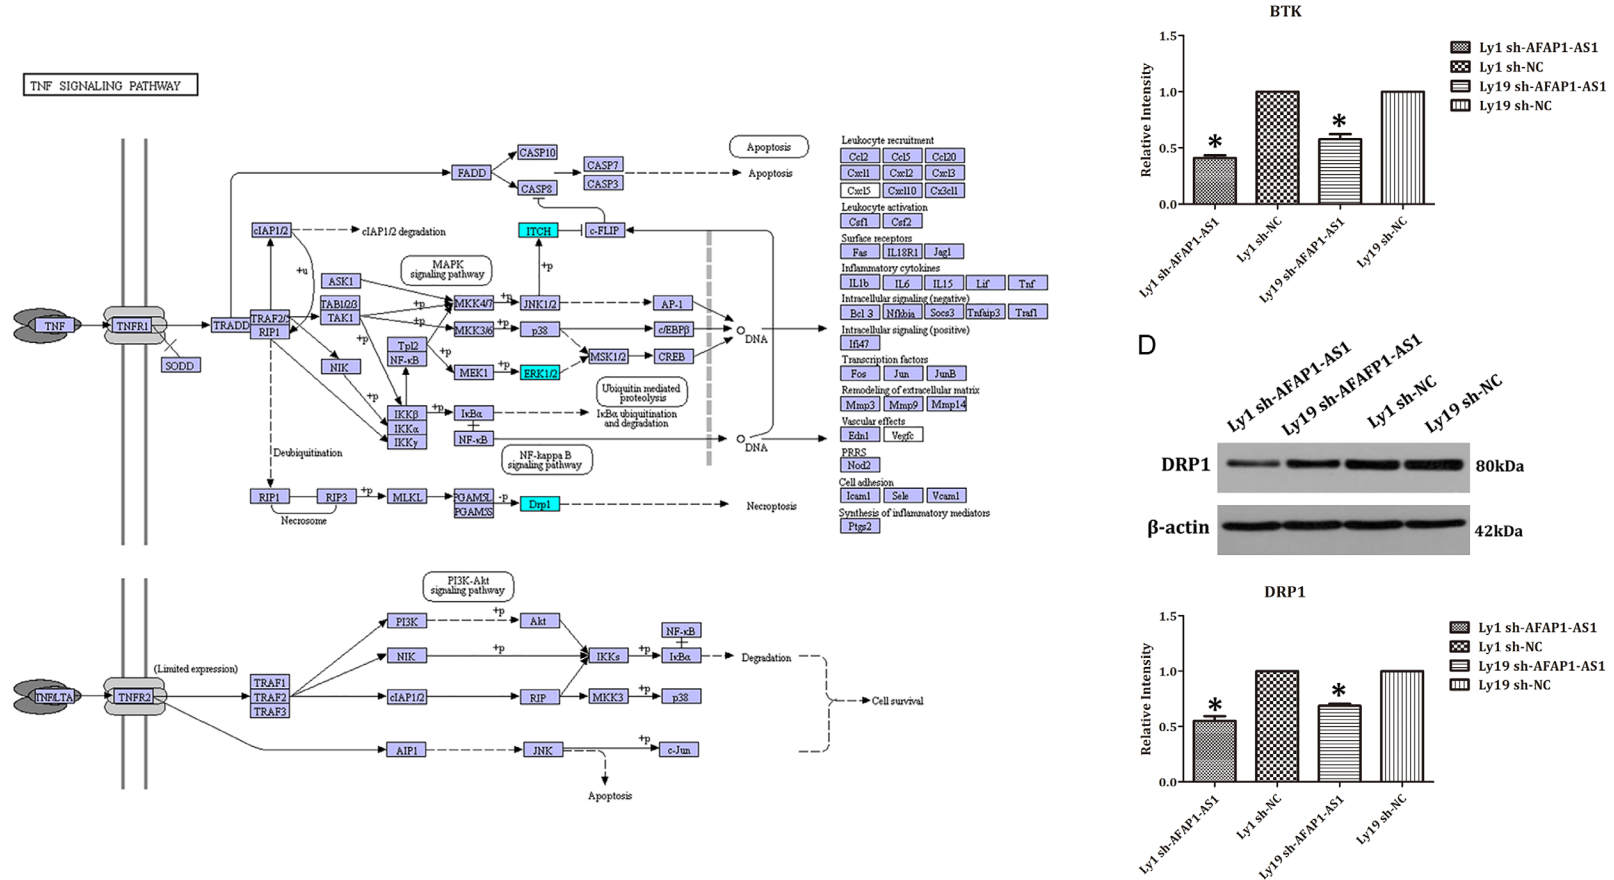 TNF SIGNALING PATHWAY
CASP10
FADD
CASP7
CASP3
CASP8
Apoptosis
Apoptosis
cIAP1/2
cIAP1/2 degradation
ITCH
c-FLIP
+u
+p
MAPK
signaling pathway
ASK1
TAB1/2/3
TAK1
+p
+p
+p
MKK4/7
+p
JNK1/2
AP-1
TNF
TNFR1
TRADD
TRAF2/5
RIP1
MKK3/6
+p
p38
c/EBPβ
DNA
SODD
NIK
+p
Tpl2
NF-κB
+p
MEK1
+p
ERK1/2
MSK1/2
CREB
Ubiquitin mediated
proteolysis
IKKβ
IKKα
IKKγ
+p
IκBα
NF-κB
IκBα ubiquitination
and degradation
DNA
Deubiquitination
NF-kappa B
signaling pathway
RIP1
RIP3
+p
MLKL
PGAM5L
PGAM5S
-p
Drp1
Necroptosis
Necrosome
Leukocyte recruitment
Ccl2 Ccl5 Ccl20
Cxcl1 Cxcl2 Cxcl3
Cxcl5 Cxcl10 Cx3cl1
Leukocyte activation
Csf1 Csf2
Surface receptors
Fas IL18R1 Jag1
Inflammatory cytokines
IL1b IL6 IL15 Lif Tnf
Intracellular signaling (negative)
Bcl 3 Nfkbia Socs3 Tnfaip3 Traf1
Intracellular signaling (positive)
Ifi47
Transcription factors
Fos Jun JunB
Remodeling of extracellular matrix
Mmp3 Mmp9 Mmp14
Vascular effects
Edn1 Vegfc
PRRS
Nod2
Cell adhesion
Icam1 Sele Vcam1
Synthesis of inflammatory mediators
Ptgs2
PI3K-Akt
signaling pathway
PI3K
+p
Akt
NF-κB
NIK
+p
IKKs
+p
IκBα
Degradation
(Limited expression)
TNF/LTA
TNFR2
TRAF1
TRAF2
TRAF3
cIAP1/2
RIP
MKK3
+p
p38
Cell survival
AIP1
JNK
+p
c-Jun
Apoptosis
BTK
Relative Intensity
1.5
1.0
0.5
0.0
*
*
Ly1 sh-AFAP1-AS1
Ly1 sh-NC
Ly19 sh-AFAP1-AS1
Ly19 sh-NC
Ly1 sh-AFAP1-AS1
Ly1 sh-NC
Ly19 sh-AFAP1-AS1
Ly19 sh-NC
D
Ly1 sh-AFAP1-AS1
Ly19 sh-AFAFP1-AS1
Ly1 sh-NC
Ly19 sh-NC
DRP1
80kDa
β-actin
42kDa
DRP1
Relative Intensity
1.5
1.0
0.5
0.0
*
*
Ly1 sh-AFAP1-AS1
Ly1 sh-NC
Ly19 sh-AFAP1-AS1
Ly19 sh-NC
Ly1 sh-AFAP1-AS1
Ly1 sh-NC
Ly19 sh-AFAP1-AS1
Ly19 sh-NC